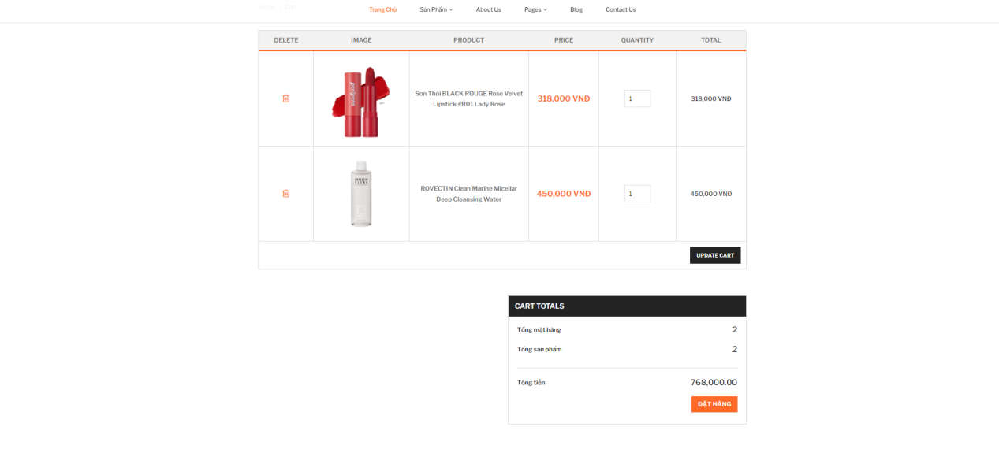 Home / Cart
Trang Chủ Sản Phẩm About Us Pages Blog Contact Us
DELETE IMAGE PRODUCT PRICE QUANTITY TOTAL
peripera
Son Thỏi BLACK ROUGE Rose Velvet
Lipstick #R01 Lady Rose
318,000 VNĐ
1
318,000 VNĐ
ROVECTIN
CLEAN
ROVECTIN Clean Marine Micellar
Deep Cleansing Water
450,000 VNĐ
1
450,000 VNĐ
UPDATE CART
CART TOTALS
Tổng mặt hàng 2
Tổng sản phẩm 2
Tổng tiền 768,000.00
ĐẶT HÀNG